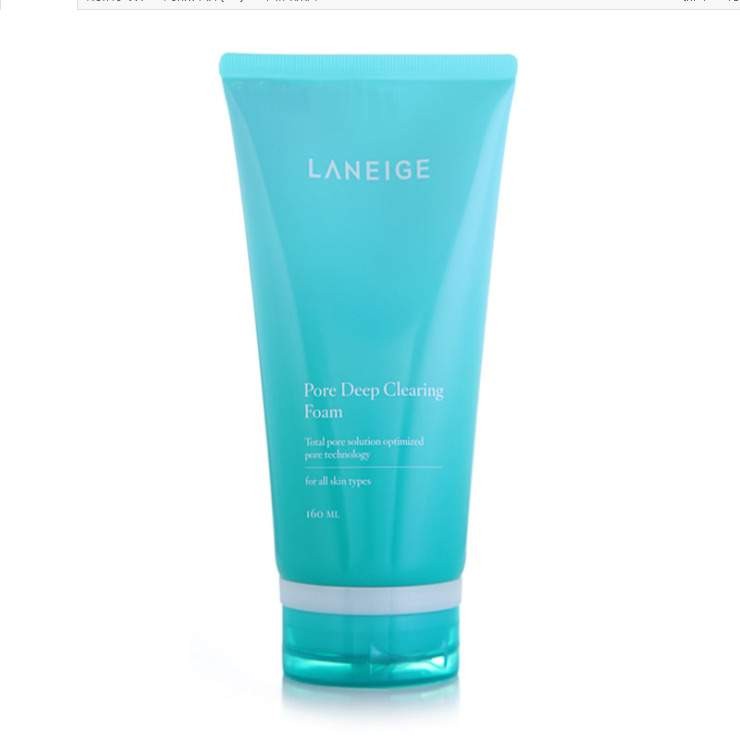 LANEIGE
Pore Deep Clearing
Foam
Total pore solution optimized
pore technology
for all skin types
160 ML